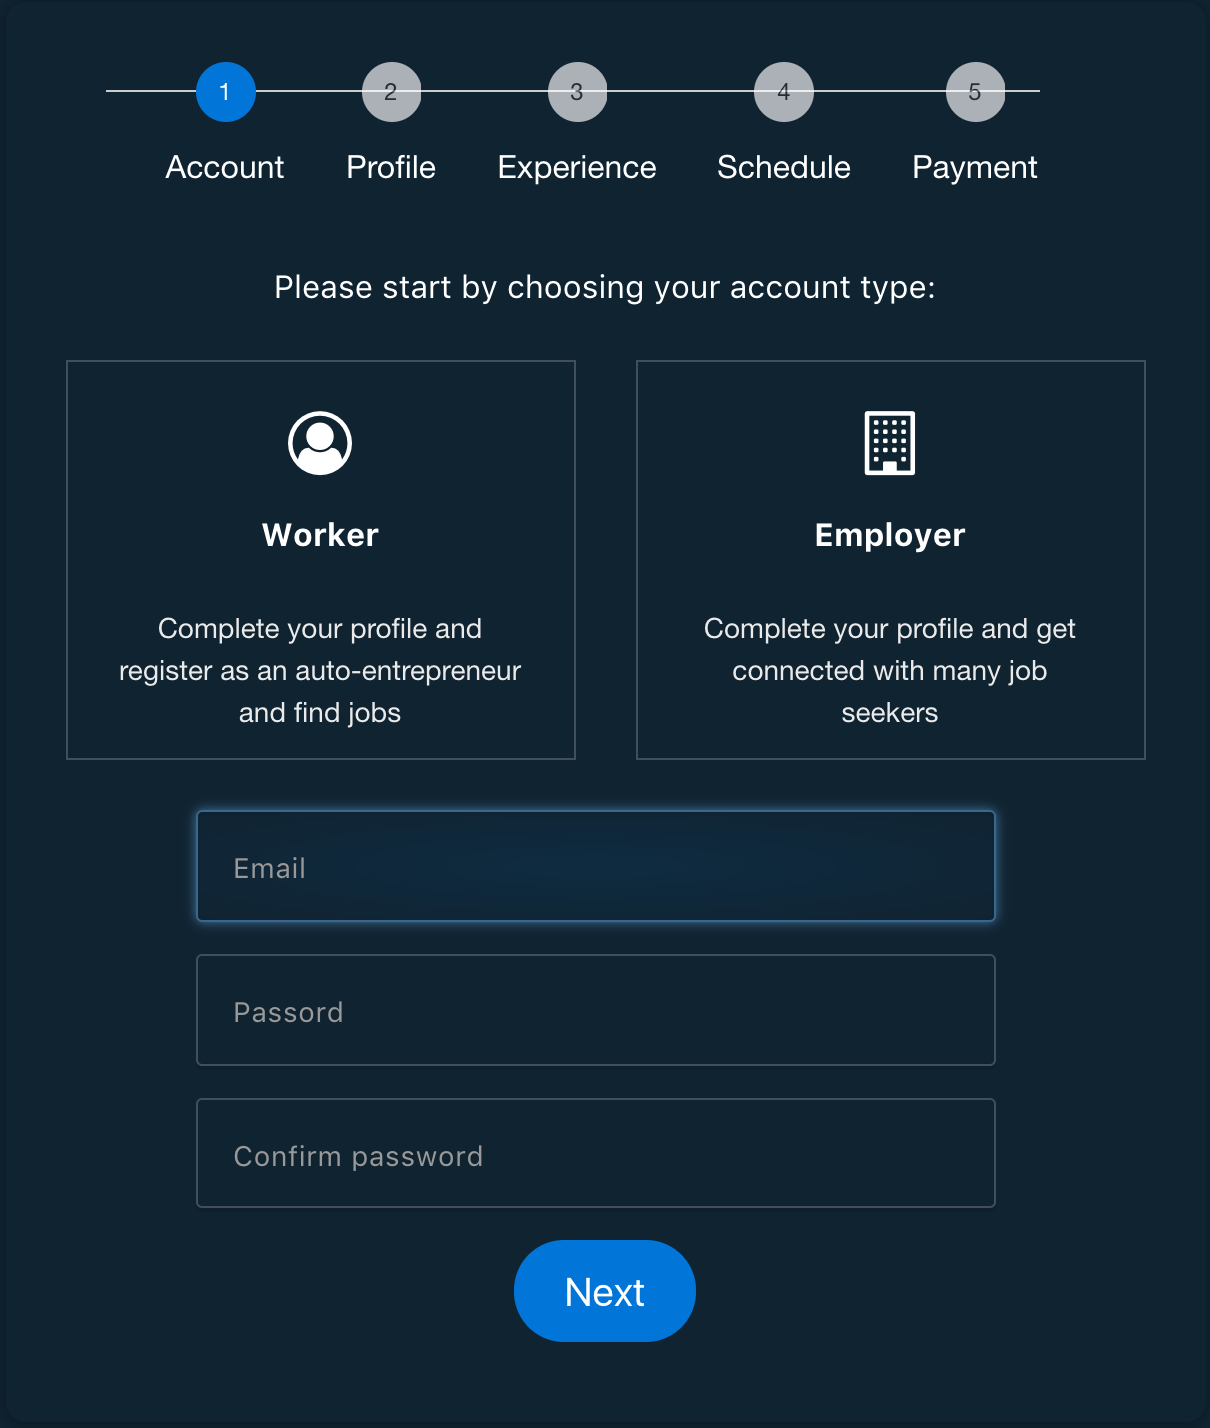 1 2 3 4 5
Account Profile Experience Schedule Payment
Please start by choosing your account type:
Worker
Complete your profile and
register as an auto-entrepreneur
and find jobs
Employer
Complete your profile and get
connected with many job
seekers
Email
Passord
Confirm password
Next